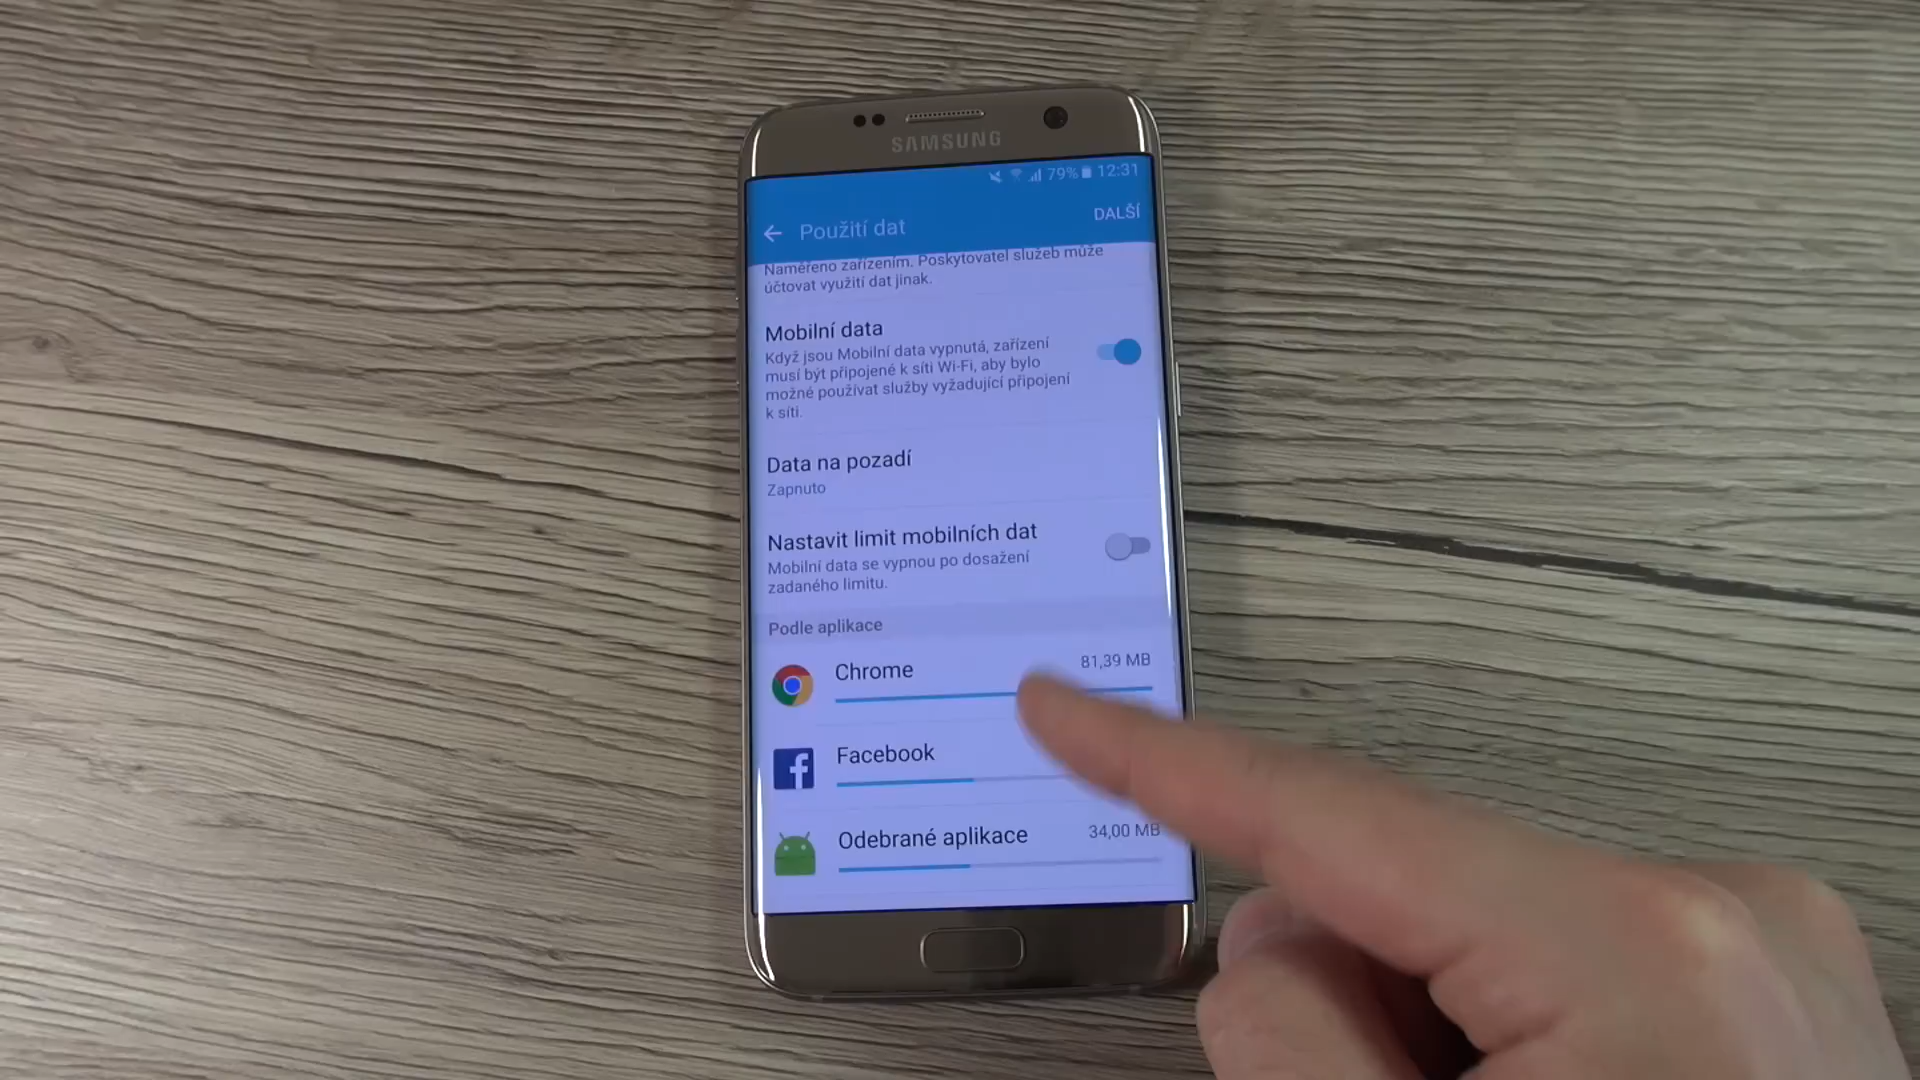 SAMSUNG
79% 12:31
Použití dat
DALŠÍ
Naměřeno zařízením. Poskytovatel služeb může
účtovat využití dat jinak.
Mobilní data
Když jsou Mobilní data vypnutá, zařízení
musí být připojené k síti Wi-Fi, aby bylo
možné používat služby vyžadující připojení
k síti.
Data na pozadí
Zapnuto
Nastavit limit mobilních dat
Mobilní data se vypnou po dosažení
zadaného limitu.
Podle aplikace
Chrome
81,39 MB
Facebook
Odebrané aplikace
34,00 MB